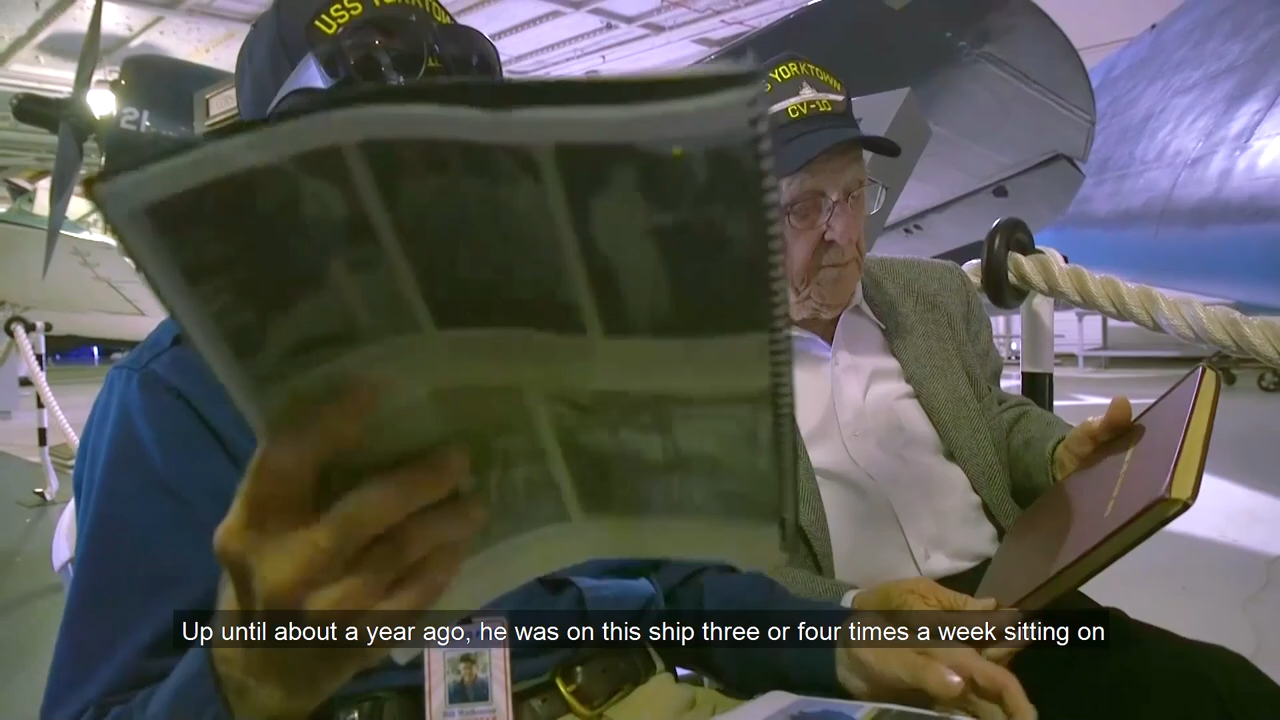 USS YORKTOWN
YORKTOWN
CV-10
21
Up until about a year ago, he was on this ship three or four times a week sitting on